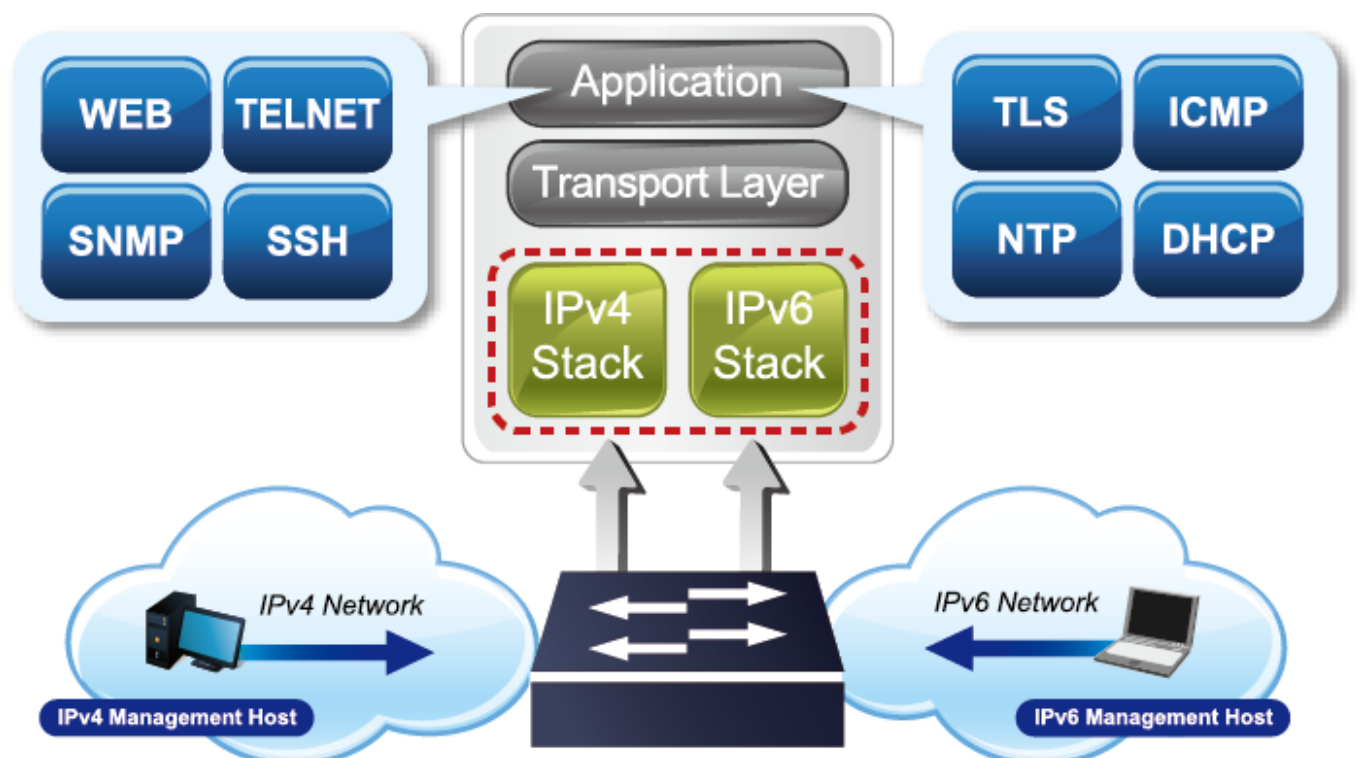 WEB
TELNET
SNMP
SSH
Application
Transport Layer
IPv4
Stack
IPv6
Stack
TLS
ICMP
NTP
DHCP
IPv4 Network
IPv4 Management Host
IPv6 Network
IPv6 Management Host